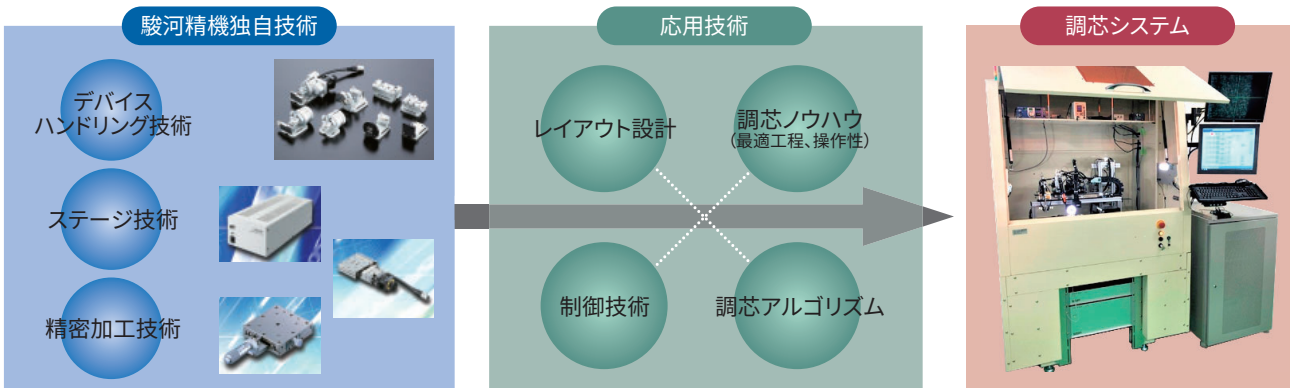 駿河精機独自技術
デバイス
ハンドリング技術
ステージ技術
精密加工技術
応用技術
レイアウト設計
調芯ノウハウ
(最適工程、操作性)
制御技術
調芯アルゴリズム
調芯システム